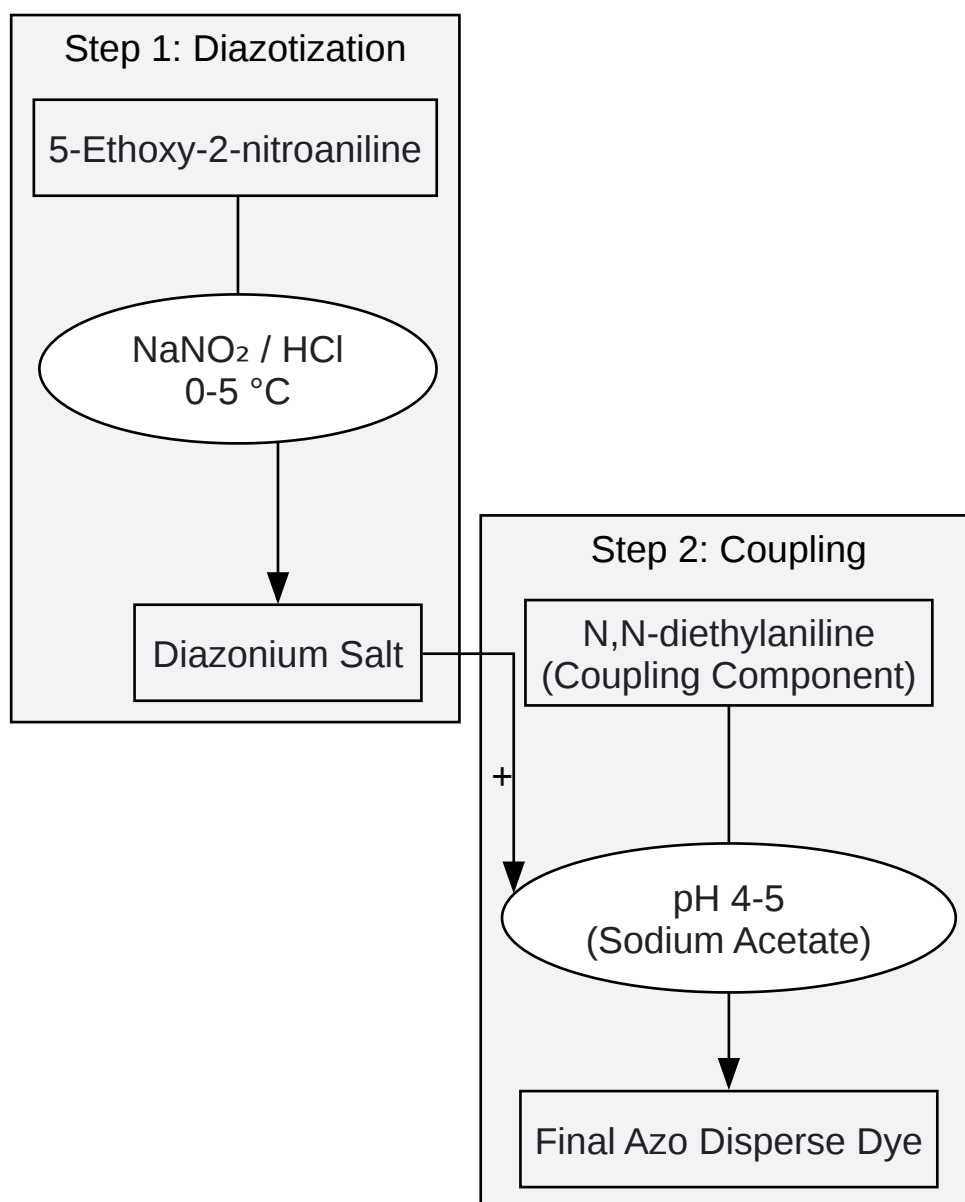 Step 1: Diazotization
5-Ethoxy-2-nitroaniline
NaNO₂ / HCl
0-5 °C
Diazonium Salt
Step 2: Coupling
N,N-diethylaniline
(Coupling Component)
+
pH 4-5
(Sodium Acetate)
Final Azo Disperse Dye